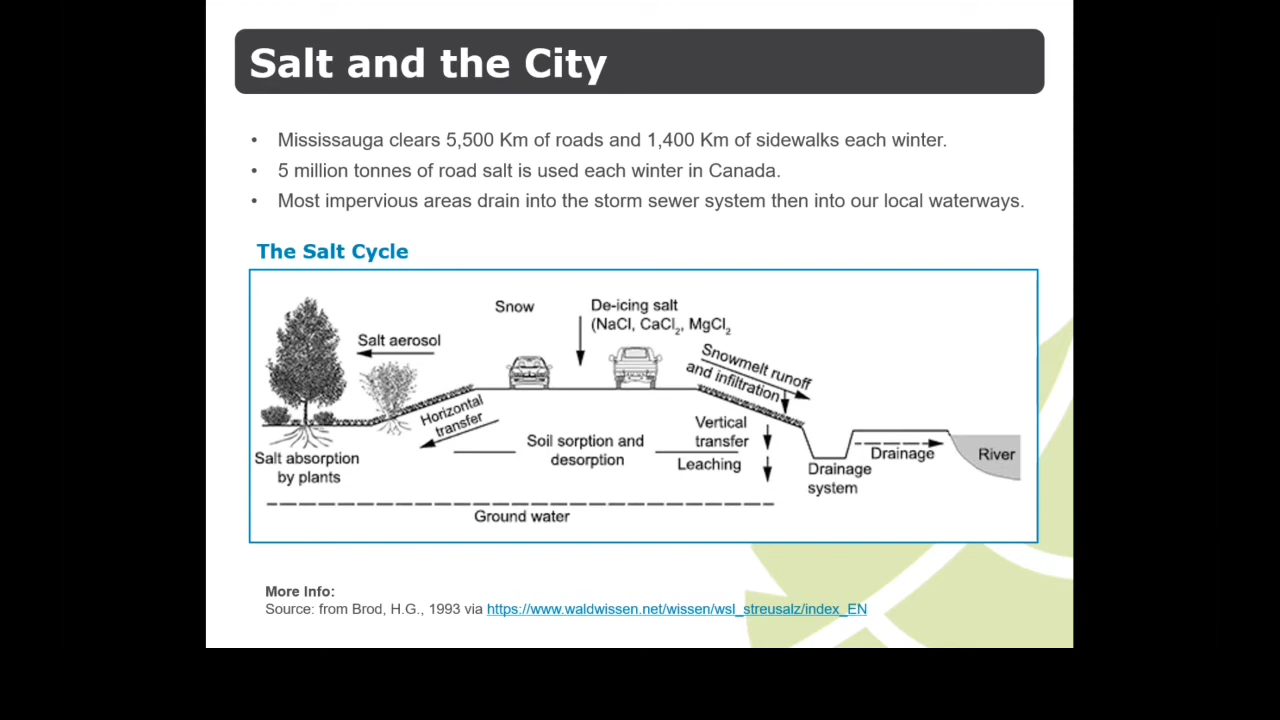 Salt and the City
• Mississauga clears 5,500 Km of roads and 1,400 Km of sidewalks each winter.
• 5 million tonnes of road salt is used each winter in Canada.
• Most impervious areas drain into the storm sewer system then into our local waterways.
The Salt Cycle
Snow
De-icing salt
(NaCl, CaCl₂, MgCl₂
Salt aerosol
Snowmelt runoff
and infiltration
Horizontal
transfer
Vertical
transfer
Soil sorption and
desorption
Leaching
Salt absorption
by plants
Drainage
system
Drainage
River
Ground water
More Info:
Source: from Brod, H.G., 1993 via https://www.waldwissen.net/wissen/wsl_streusalz/index_EN